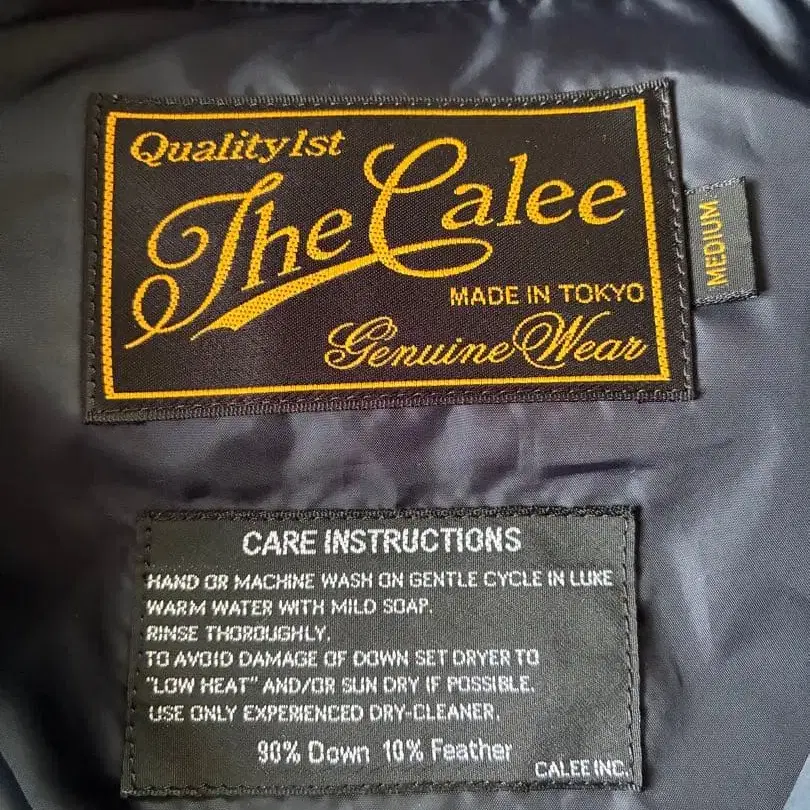 Quality 1st
The Calee
MADE IN TOKYO
Genuine Wear
MEDIUM
CARE INSTRUCTIONS
HAND OR MACHINE WASH ON GENTLE CYCLE IN LUKE
WARM WATER WITH MILD SOAP.
RINSE THOROUGHLY.
TO AVOID DAMAGE OF DOWN SET DRYER TO
"LOW HEAT" AND/OR SUN DRY IF POSSIBLE.
USE ONLY EXPERIENCED DRY-CLEANER.
90% Down 10% Feather
CALEE INC.